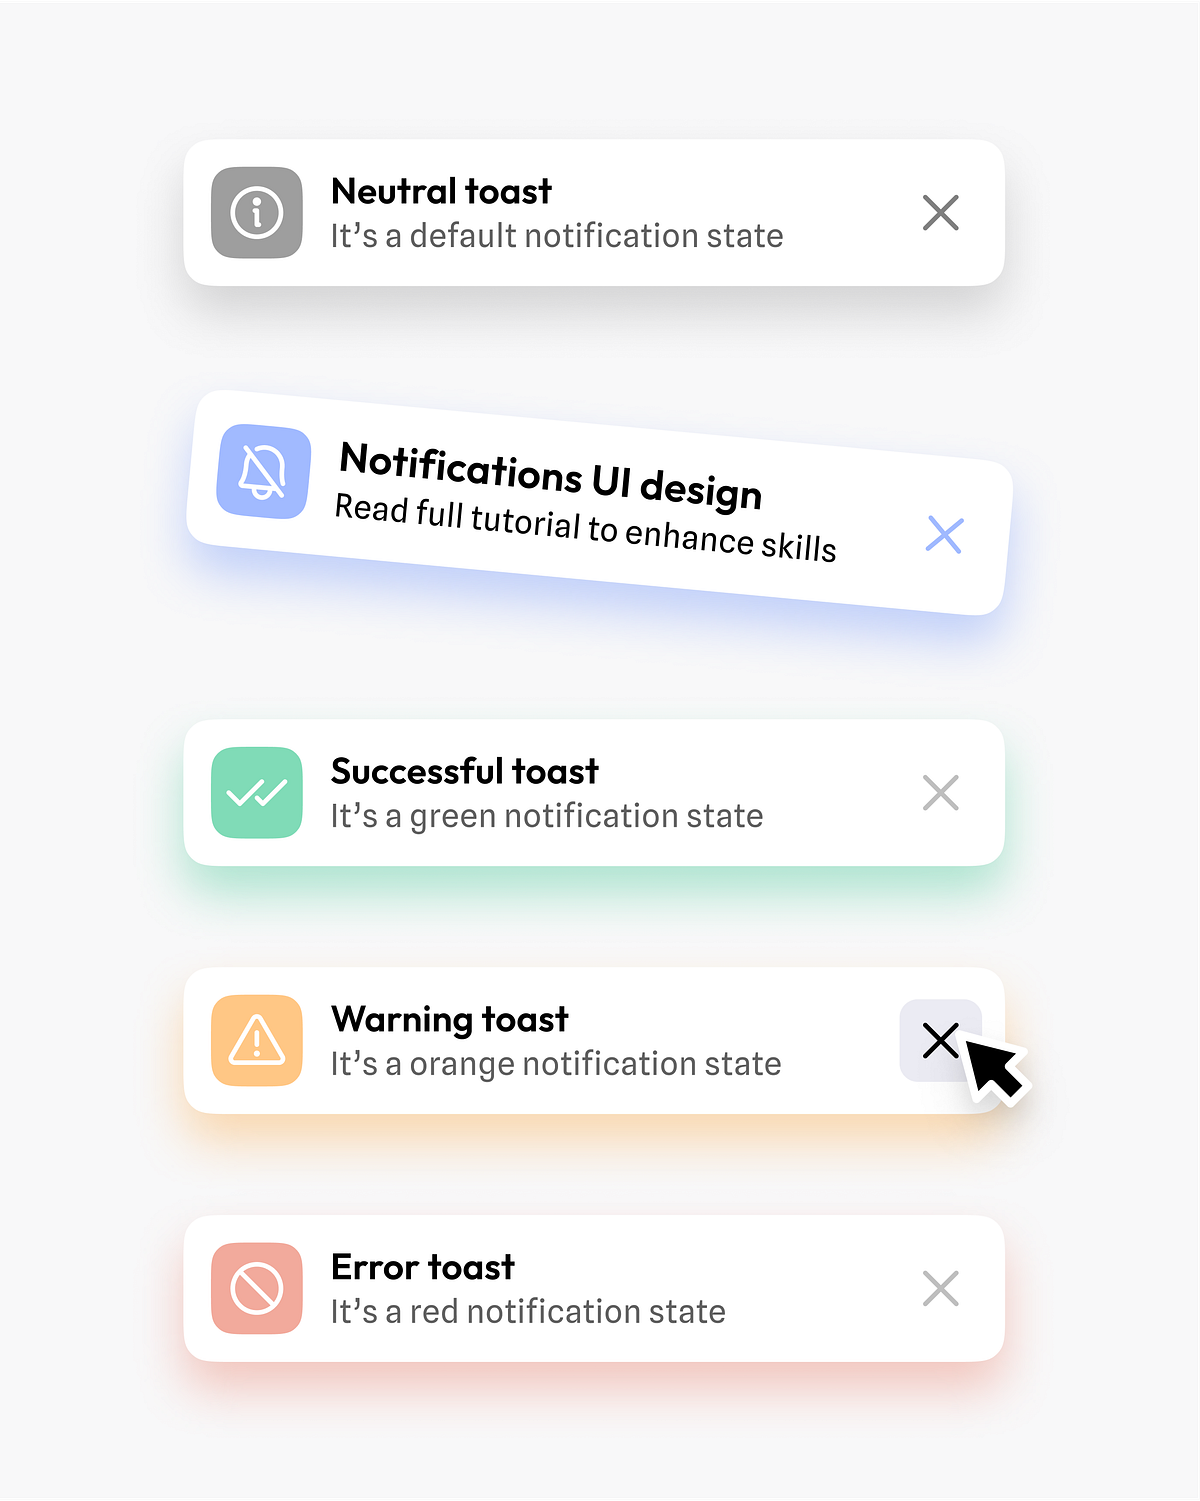 Neutral toast
It’s a default notification state
Notifications UI design
Read full tutorial to enhance skills
Successful toast
It’s a green notification state
Warning toast
It’s a orange notification state
Error toast
It’s a red notification state